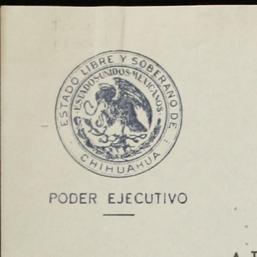 ESTADO LIBRE Y SOBERANO DE
CHIHUAHUA
ESTADOS UNIDOS MEXICANOS
PODER EJECUTIVO